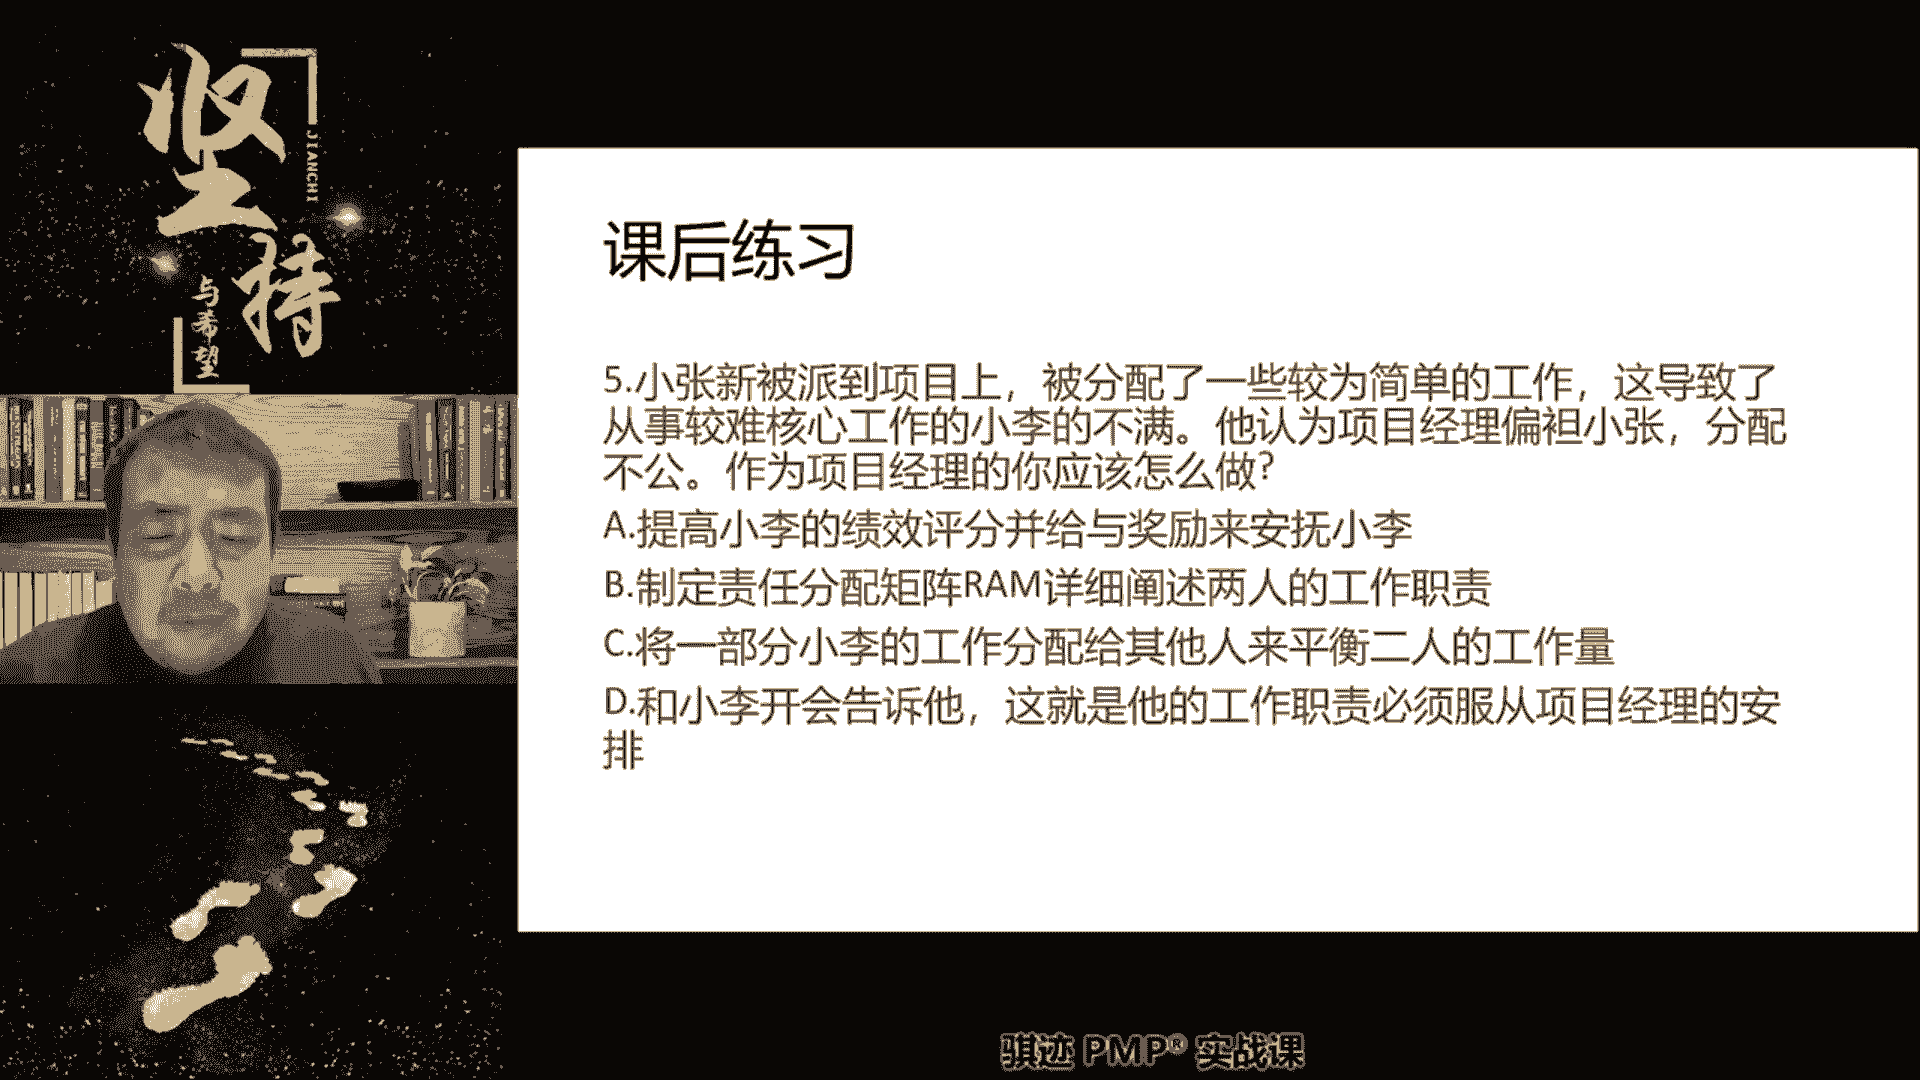 坚持
JIANCHI
与希望
课后练习
5.小张新被派到项目上，被分配了一些较为简单的工作，这导致了
从事较难核心工作的小李的不满。他认为项目经理偏袒小张，分配
不公。作为项目经理的你应该怎么做?
A.提高小李的绩效评分并给与奖励来安抚小李
B.制定责任分配矩阵RAM详细阐述两人的工作职责
C.将一部分小李的工作分配给其他人来平衡二人的工作量
D.和小李开会告诉他，这就是他的工作职责必须服从项目经理的安
排
骐迹 PMP® 实战课